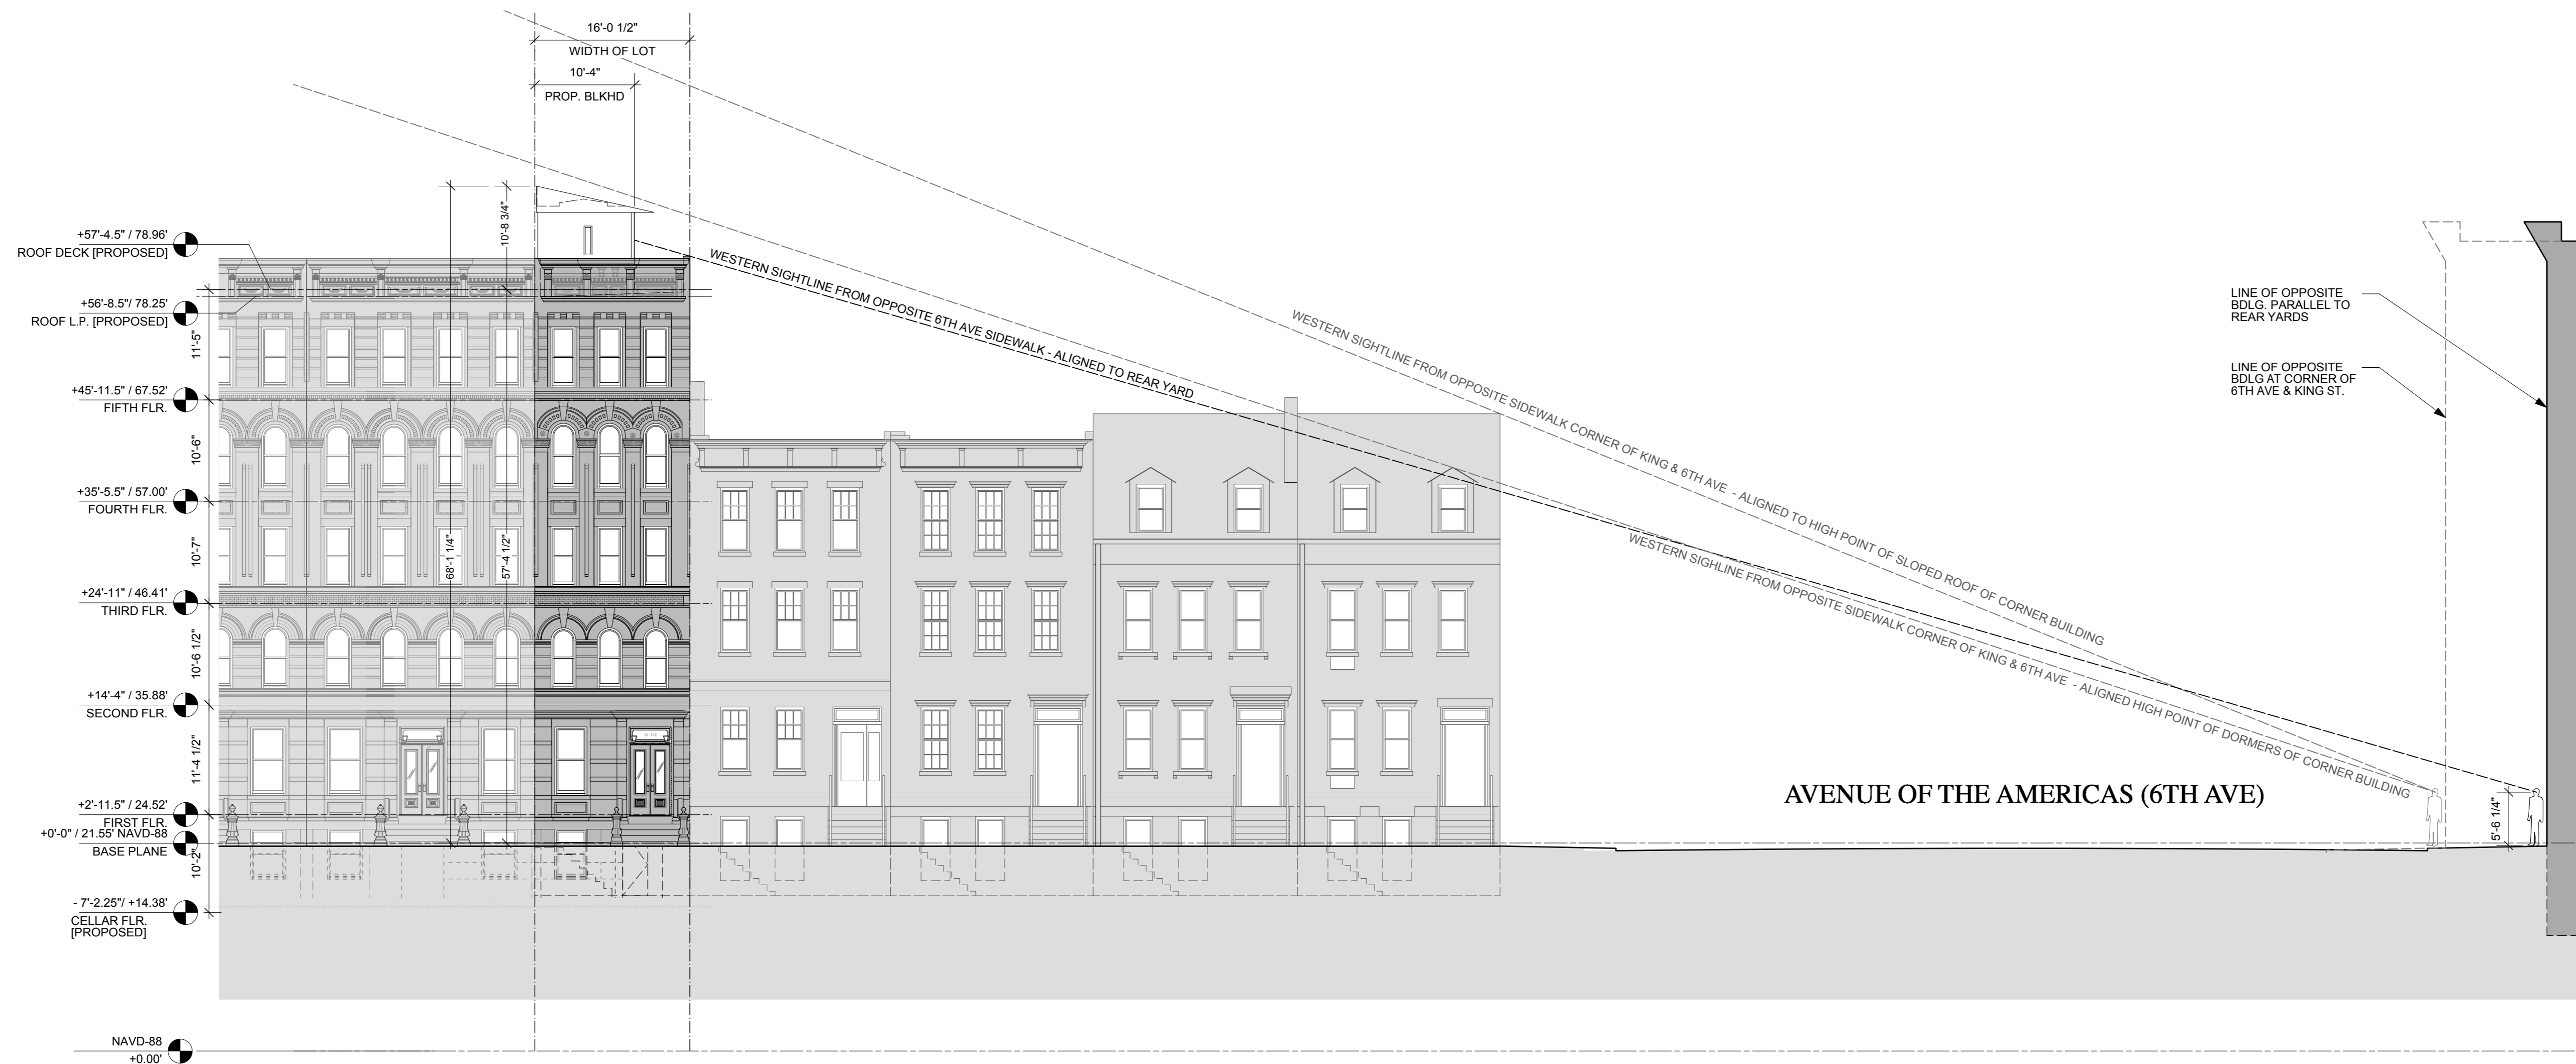 16'-0 1/2"
WIDTH OF LOT
10'-4"
PROP. BLKHD
10'-8 3/4"
68'-1 1/4"
57'-4 1/2"
+57'-4.5" / 78.96'
ROOF DECK [PROPOSED]
+56'-8.5"/ 78.25'
ROOF L.P. [PROPOSED]
11'-5"
+45'-11.5" / 67.52'
FIFTH FLR.
10'-6"
+35'-5.5" / 57.00'
FOURTH FLR.
10'-7"
+24'-11" / 46.41'
THIRD FLR.
10'-6 1/2"
+14'-4" / 35.88'
SECOND FLR.
11'-4 1/2"
+2'-11.5" / 24.52'
FIRST FLR.
+0'-0" / 21.55' NAVD-88
BASE PLANE
10'-2"
- 7'-2.25"/ +14.38'
CELLAR FLR.
[PROPOSED]
NAVD-88
+0.00'
WESTERN SIGHTLINE FROM OPPOSITE 6TH AVE SIDEWALK - ALIGNED TO REAR YARD
WESTERN SIGHTLINE FROM OPPOSITE SIDEWALK CORNER OF KING & 6TH AVE - ALIGNED TO HIGH POINT OF SLOPED ROOF OF CORNER BUILDING
WESTERN SIGHLINE FROM OPPOSITE SIDEWALK CORNER OF KING & 6TH AVE - ALIGNED HIGH POINT OF DORMERS OF CORNER BUILDING
LINE OF OPPOSITE
BDLG. PARALLEL TO
REAR YARDS
LINE OF OPPOSITE
BDLG AT CORNER OF
6TH AVE & KING ST.
AVENUE OF THE AMERICAS (6TH AVE)
5'-6 1/4"